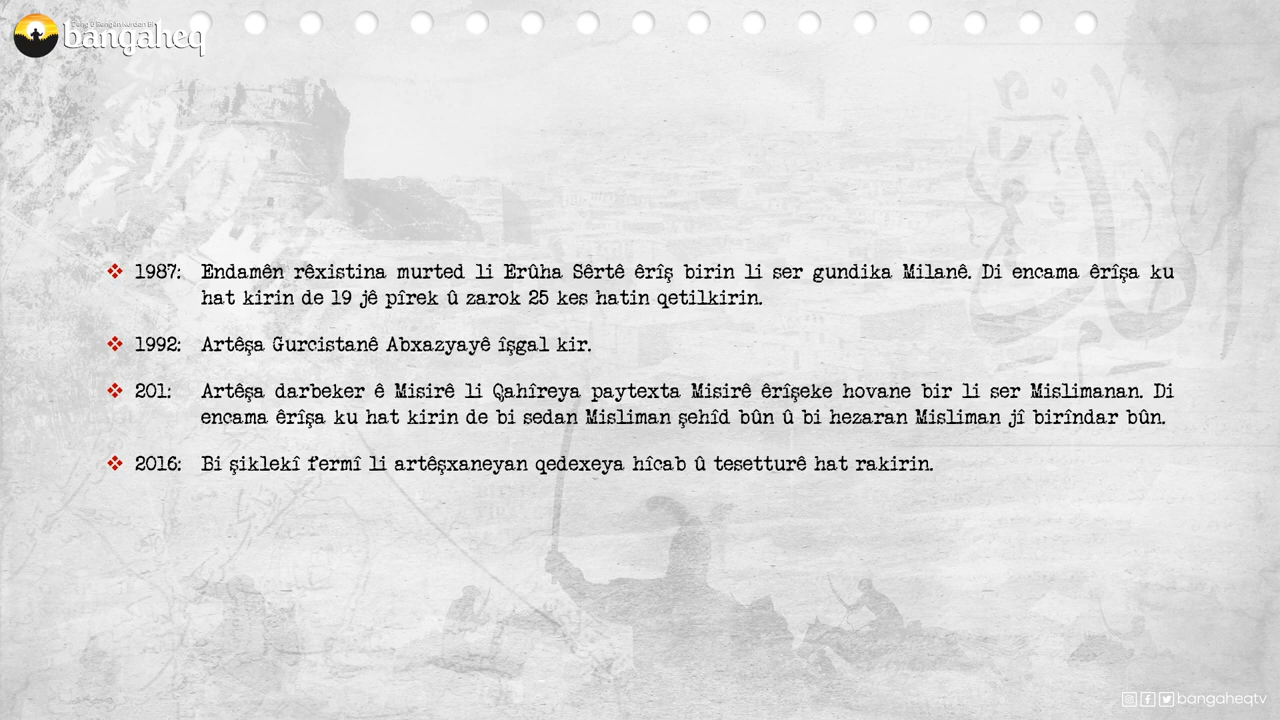 Deng û Rengên Kurdan Bi
bangaheq
1987: Endamên rêxistina murted li Erûha Sêrtê êrîş birin li ser gundika Milanê. Di encama êrîşa ku
hat kirin de 19 jê pîrek û zarok 25 kes hatin qetilkirin.
1992: Artêşa Gurcistanê Abxazyayê îşgal kir.
201: Artêşa darbeker ê Misirê li Qahîreya paytexta Misirê êrîşeke hovane bir li ser Mislimanan. Di
encama êrîşa ku hat kirin de bi sedan Misliman şehîd bûn û bi hezaran Misliman jî birîndar bûn.
2016: Bi şiklekî fermî li artêşxaneyan qedexeya hîcab û tesetturê hat rakirin.
bangaheqtv